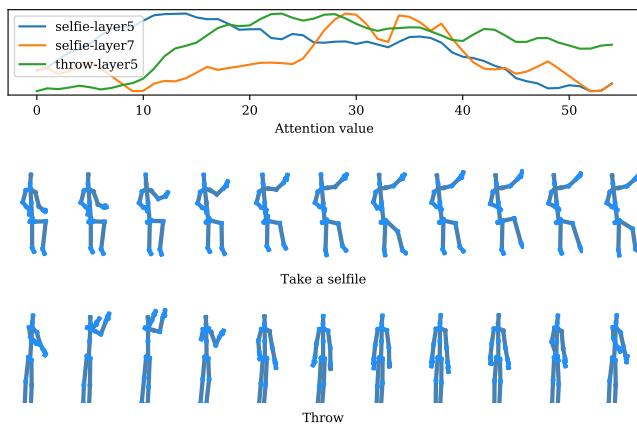 selfie-layer5
selfie-layer7
throw-layer5
0 10 20 30 40 50
Attention value
Take a selfile
Throw